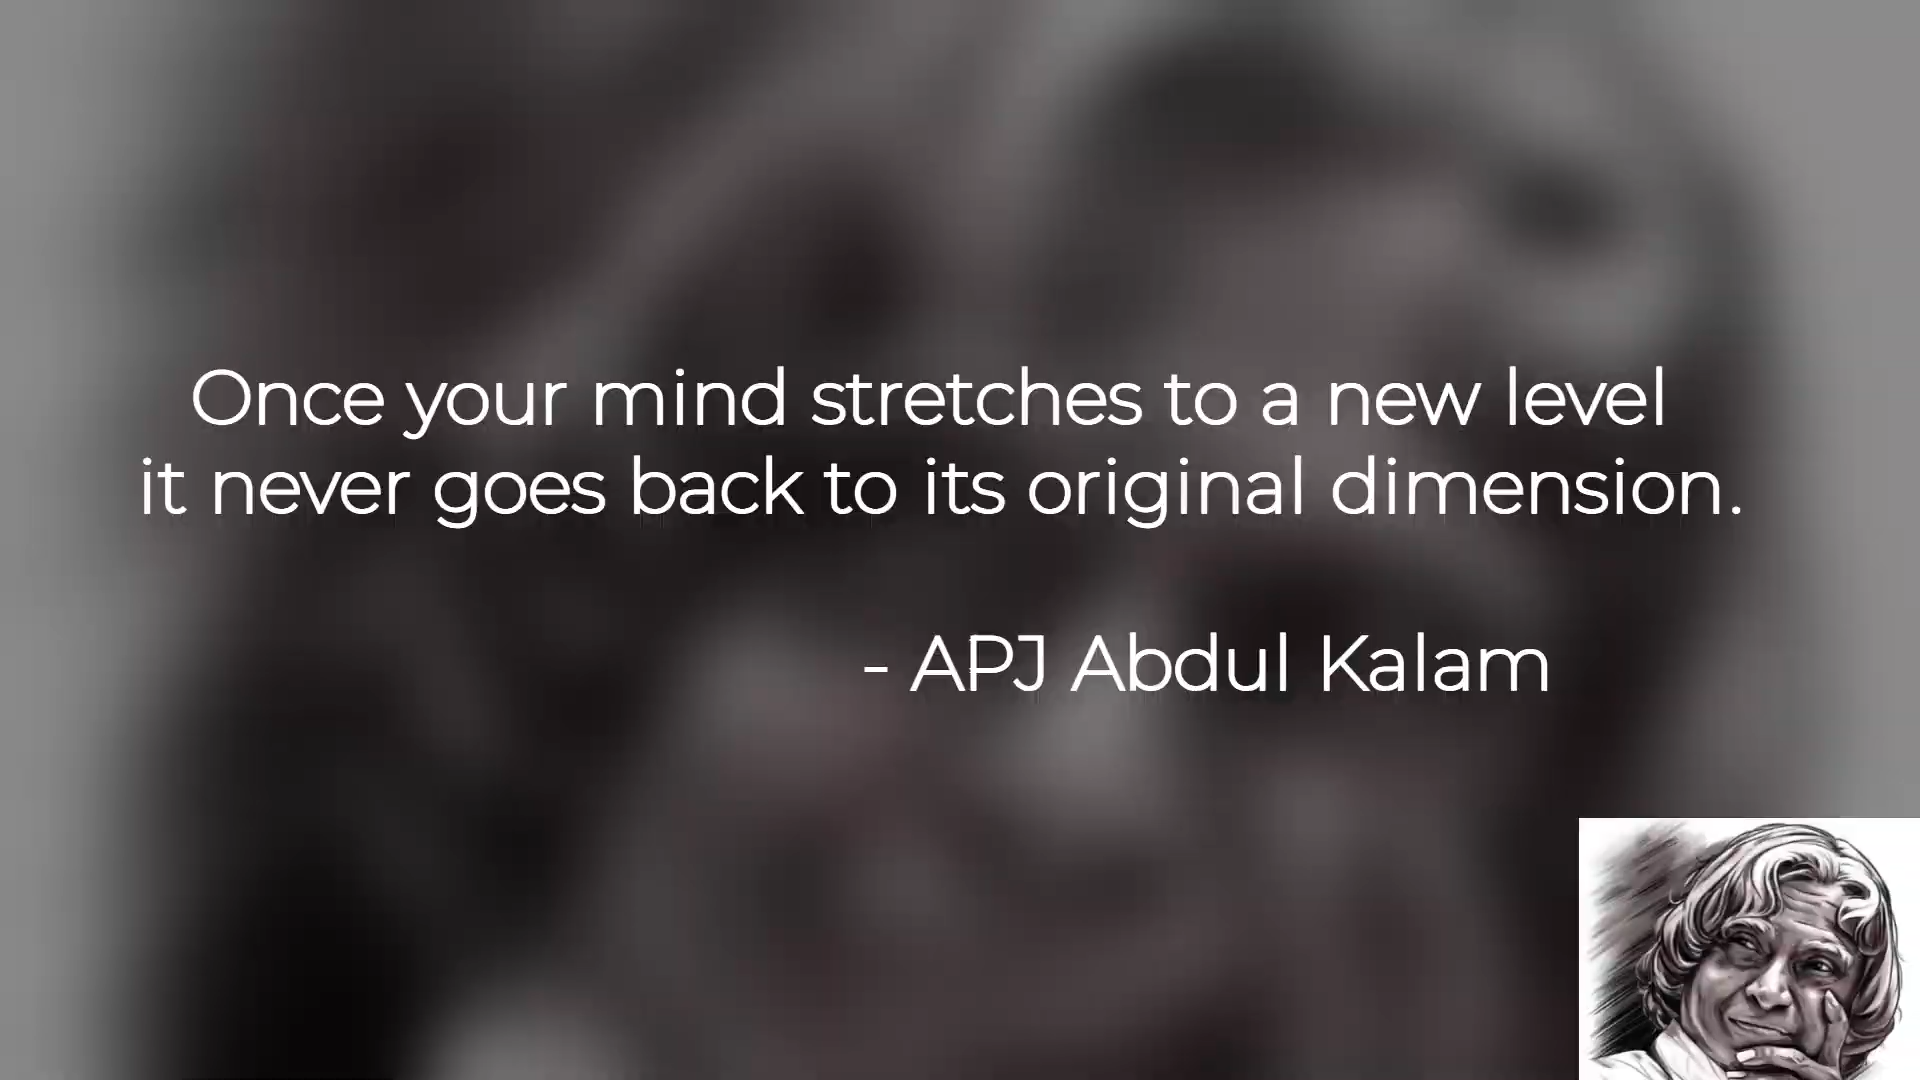 Once your mind stretches to a new level
it never goes back to its original dimension.
- APJ Abdul Kalam